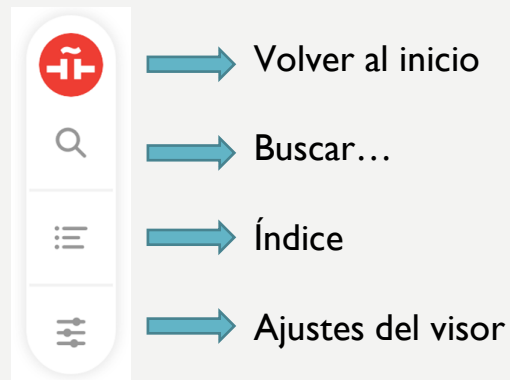 Volver al inicio
Buscar…
Índice
Ajustes del visor